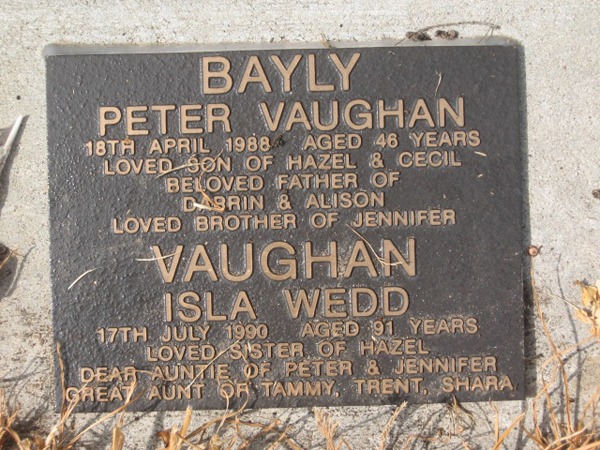 BAYLY
PETER VAUGHAN
18TH APRIL 1988 AGED 46 YEARS
LOVED SON OF HAZEL & CECIL
BELOVED FATHER OF
DARRIN & ALISON
LOVED BROTHER OF JENNIFER
VAUGHAN
ISLA WEDD
17TH JULY 1990 AGED 91 YEARS
LOVED SISTER OF HAZEL
DEAR AUNTIE OF PETER & JENNIFER
GREAT AUNT OF TAMMY, TRENT, SHARA